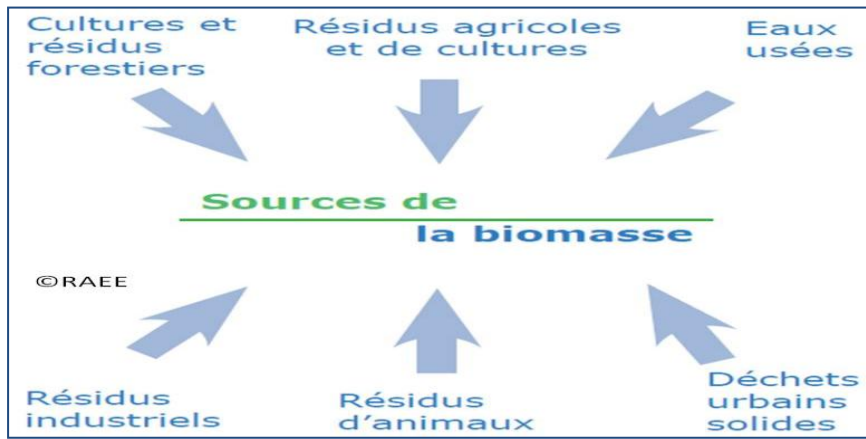 Cultures et
résidus
forestiers
Résidus agricoles
et de cultures
Eaux
usées
Sources de
la biomasse
©RAEE
Résidus
industriels
Résidus
d'animaux
Déchets
urbains
solides